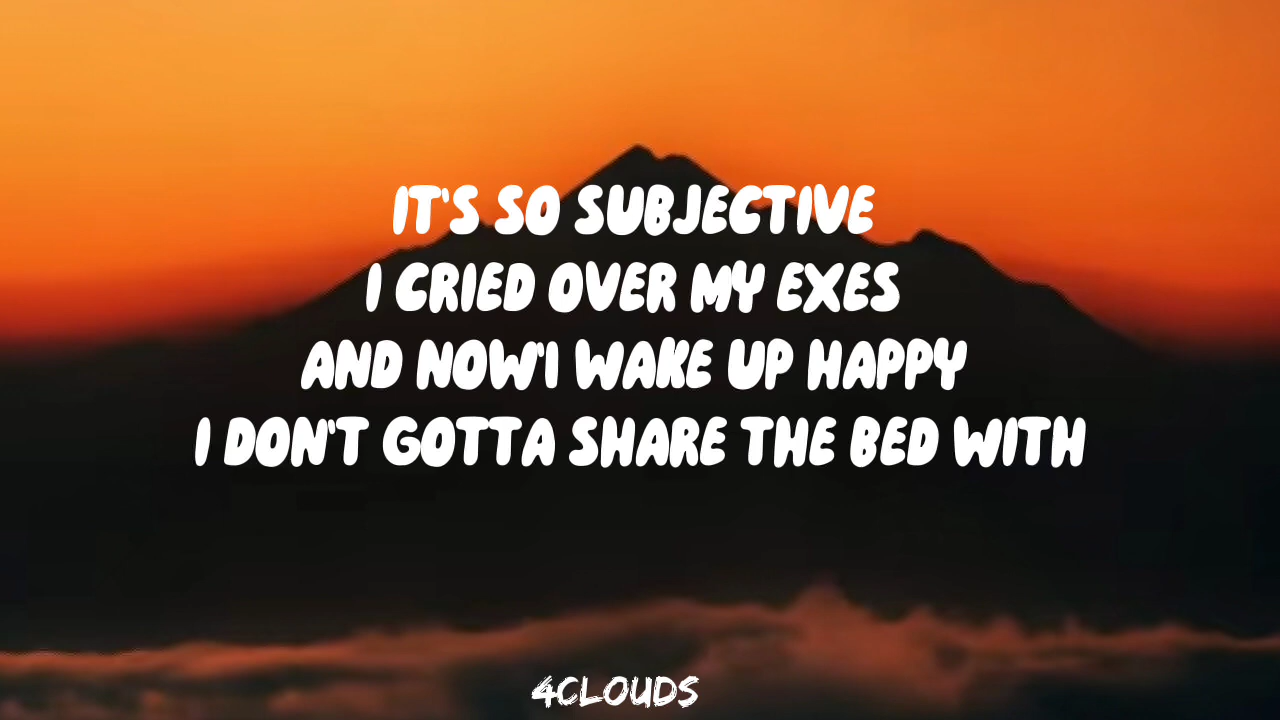 IT'S SO SUBJECTIVE
I CRIED OVER MY EXES
AND NOW'I WAKE UP HAPPY
I DON'T GOTTA SHARE THE BED WITH
4CLOUDS